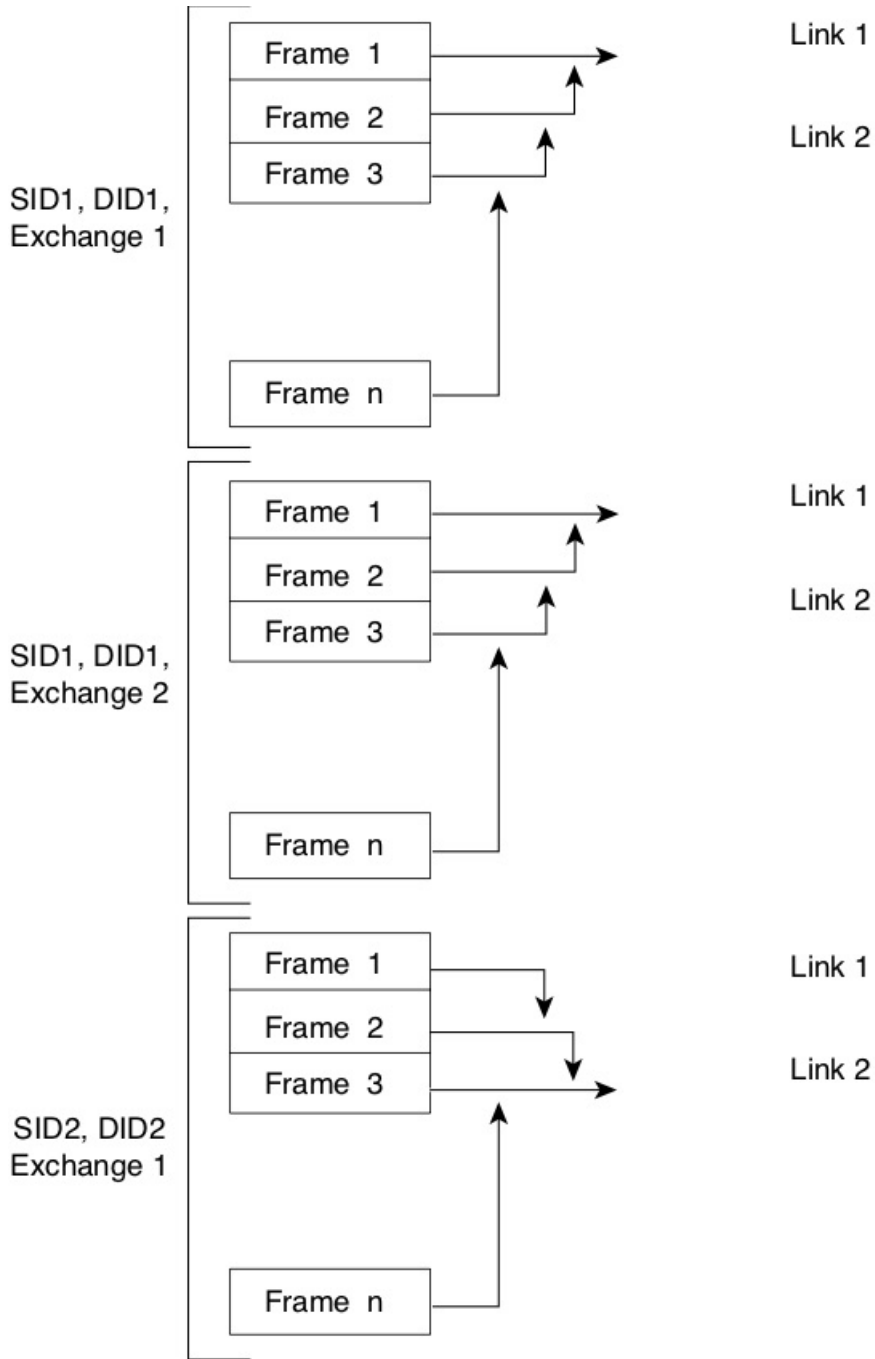 Frame 1
Link 1
Frame 2
Link 2
Frame 3
SID1, DID1,
Exchange 1
Frame n
Frame 1
Link 1
Frame 2
Link 2
Frame 3
SID1, DID1,
Exchange 2
Frame n
Frame 1
Link 1
Frame 2
Link 2
Frame 3
SID2, DID2
Exchange 1
Frame n